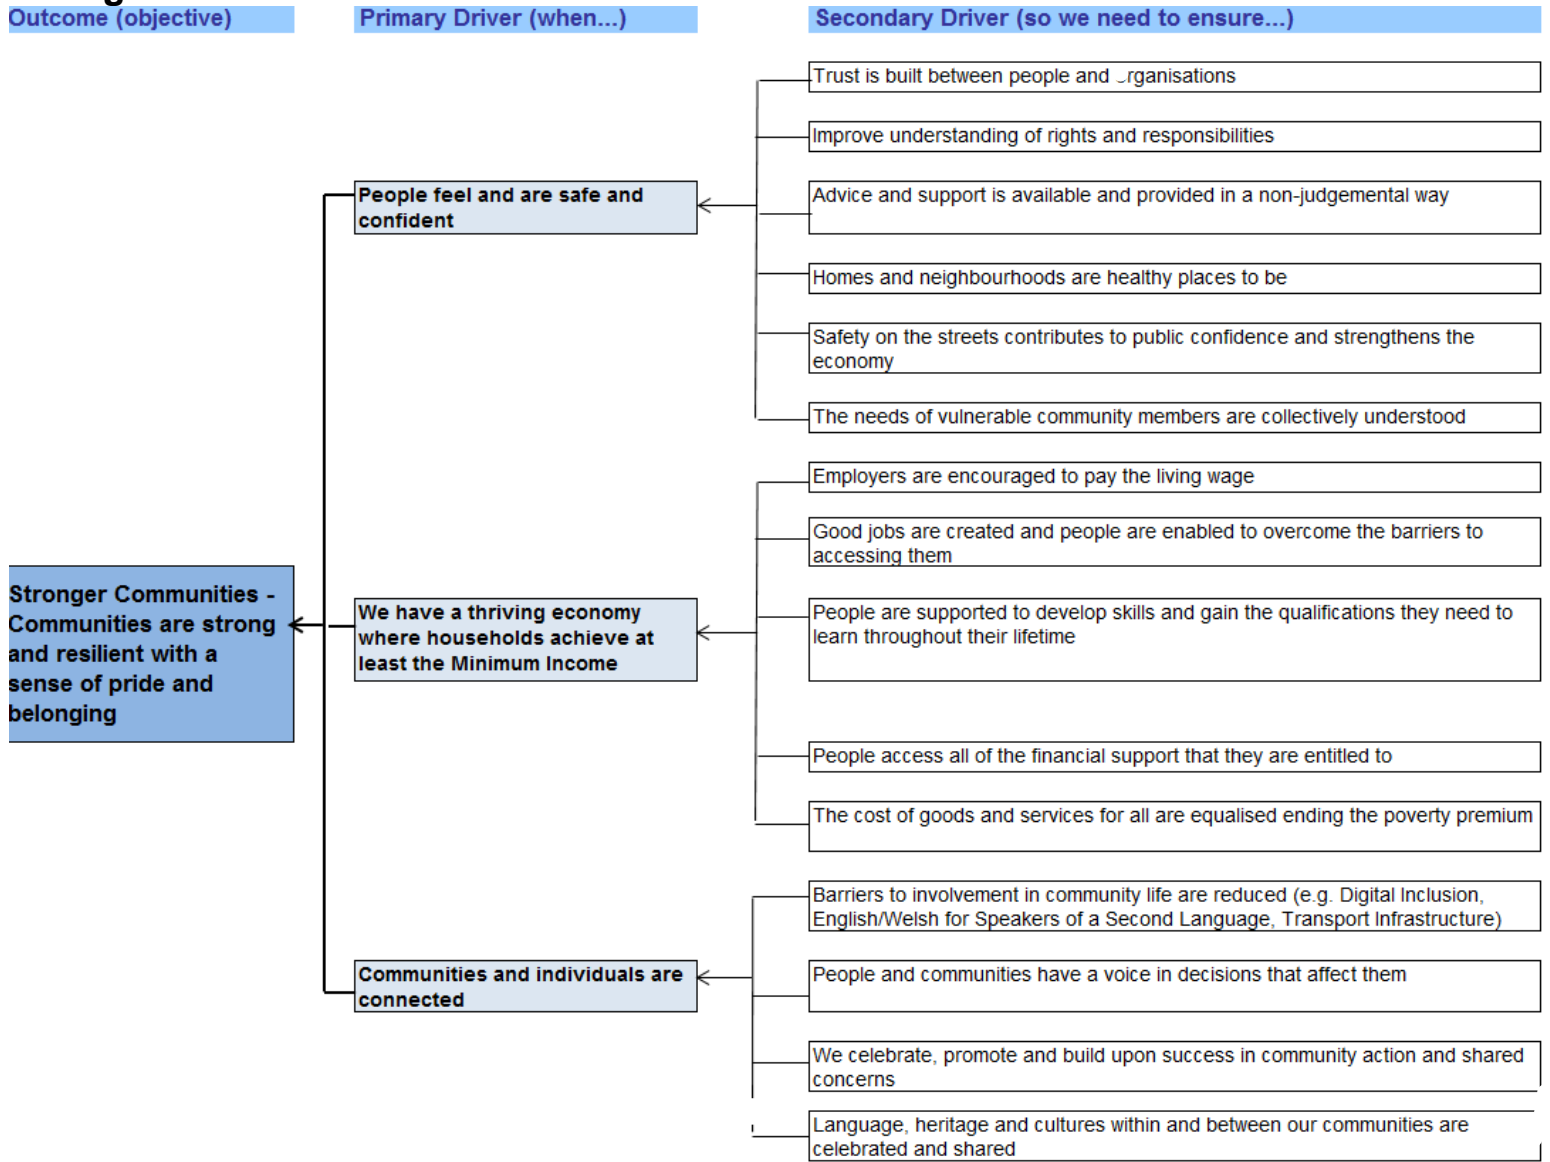 Outcome (objective)
Primary Driver (when...)
Secondary Driver (so we need to ensure...)
Trust is built between people and rganisations
Improve understanding of rights and responsibilities
People feel and are safe and
confident
Advice and support is available and provided in a non-judgemental way
Homes and neighbourhoods are healthy places to be
Safety on the streets contributes to public confidence and strengthens the
economy
The needs of vulnerable community members are collectively understood
Employers are encouraged to pay the living wage
Good jobs are created and people are enabled to overcome the barriers to
accessing them
Stronger Communities -
Communities are strong
and resilient with a
sense of pride and
belonging
We have a thriving economy
where households achieve at
least the Minimum Income
People are supported to develop skills and gain the qualifications they need to
learn throughout their lifetime
People access all of the financial support that they are entitled to
The cost of goods and services for all are equalised ending the poverty premium
Barriers to involvement in community life are reduced (e.g. Digital Inclusion,
English/Welsh for Speakers of a Second Language, Transport Infrastructure)
Communities and individuals are
connected
People and communities have a voice in decisions that affect them
We celebrate, promote and build upon success in community action and shared
concerns
Language, heritage and cultures within and between our communities are
celebrated and shared